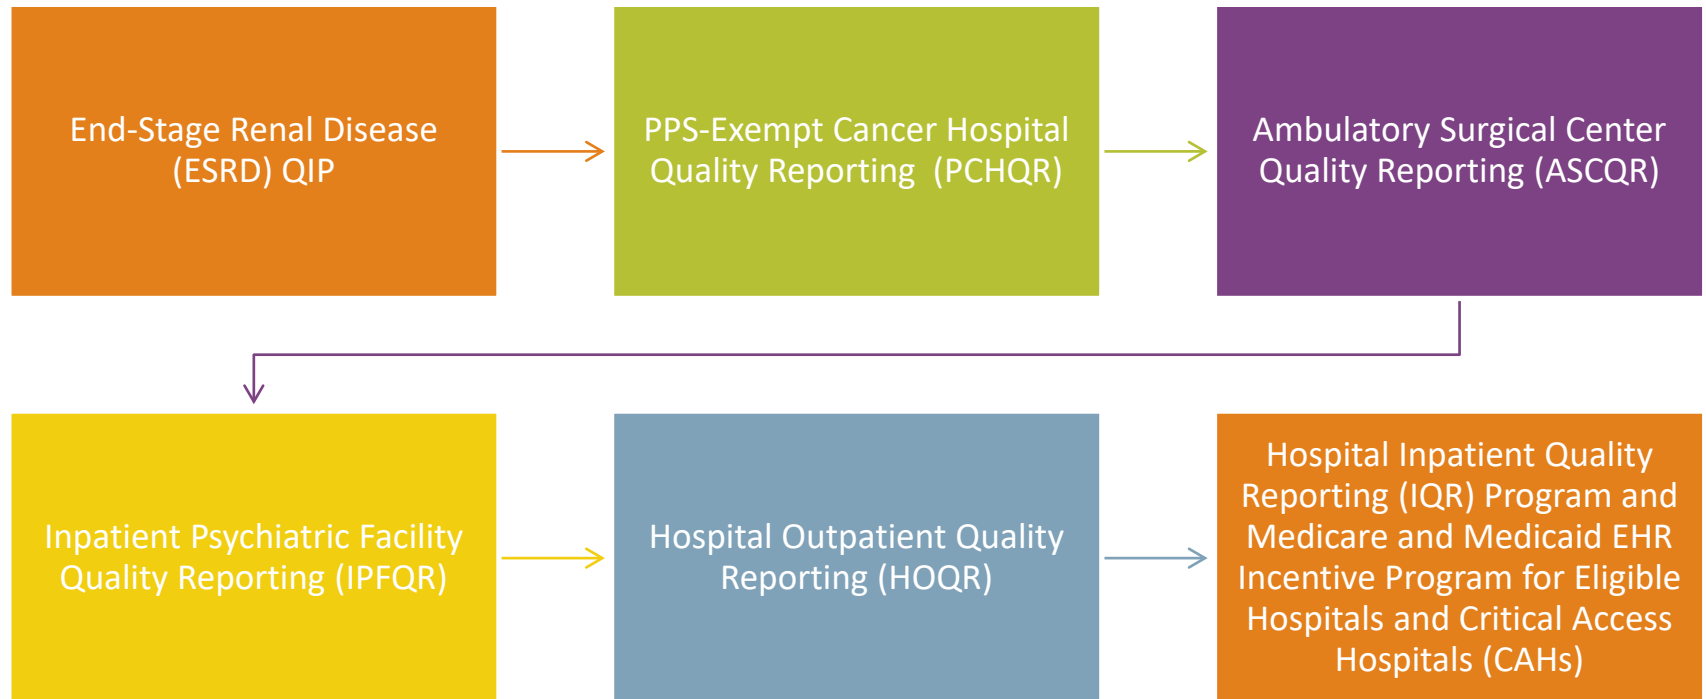 End-Stage Renal Disease
(ESRD) QIP
PPS-Exempt Cancer Hospital
Quality Reporting  (PCHQR)
Ambulatory Surgical Center
Quality Reporting (ASCQR)
Inpatient Psychiatric Facility
Quality Reporting (IPFQR)
Hospital Outpatient Quality
Reporting (HOQR)
Hospital Inpatient Quality
Reporting (IQR) Program and
Medicare and Medicaid EHR
Incentive Program for Eligible
Hospitals and Critical Access
Hospitals (CAHs)